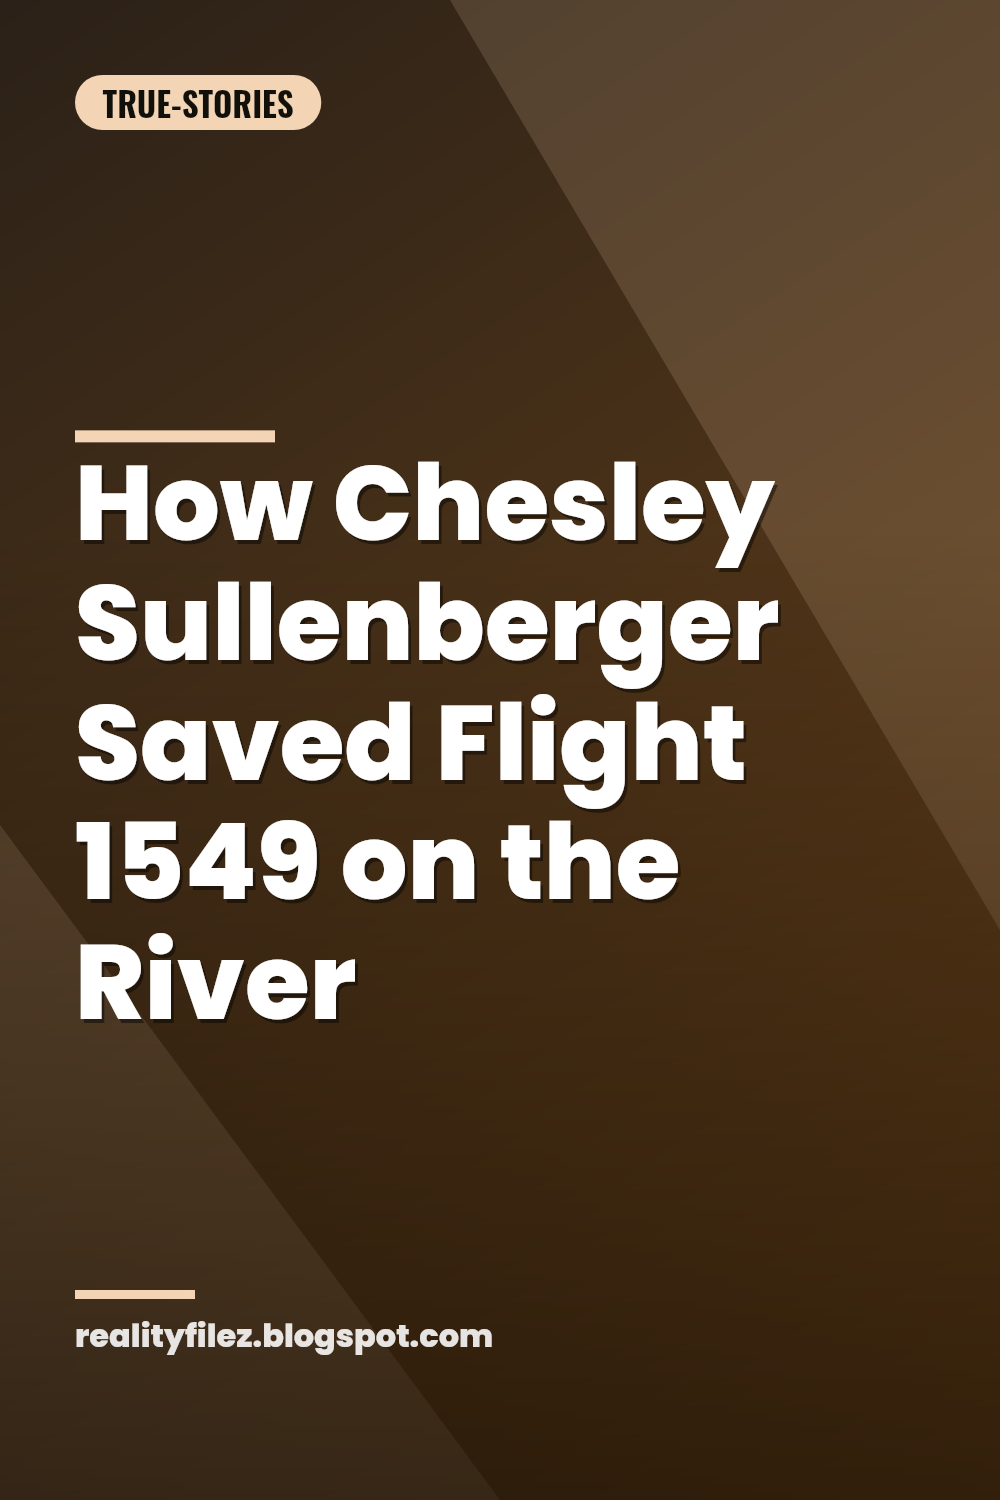 TRUE-STORIES
How Chesley
Sullenberger
Saved Flight
1549 on the
River
realityfilez.blogspot.com